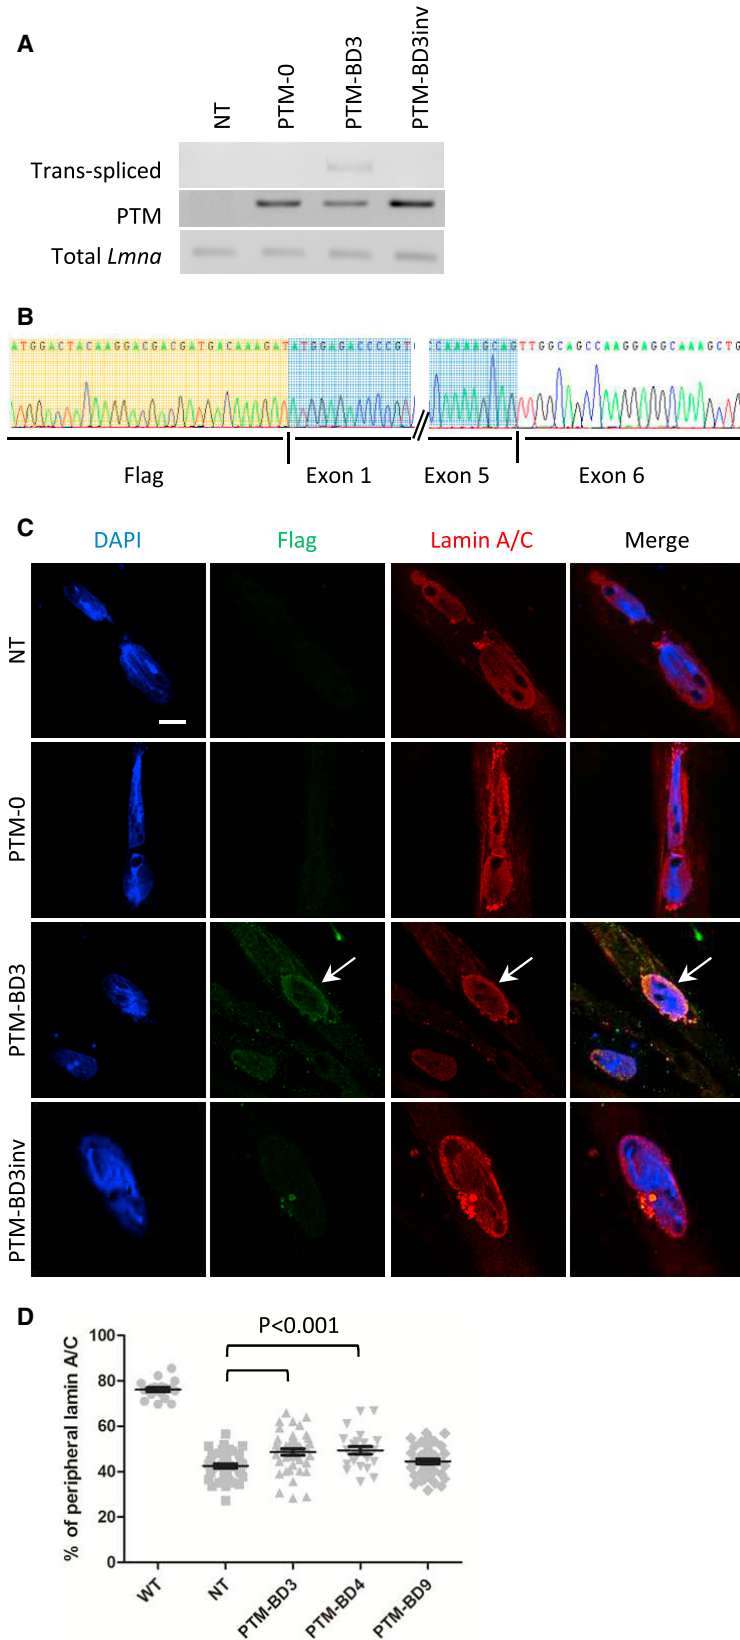 A
NT
PTM-0
PTM-BD3
PTM-BD3inv
Trans-spliced
PTM
Total Lmna
B
ATGGACTACAAGGACGACGATGACAAAGATATGGAGACCCCGT
CAAAAGCAGTTGGCAGCCAAGGAGGCAAAGCTG
Flag
Exon 1
Exon 5
Exon 6
C
DAPI
Flag
Lamin A/C
Merge
NT
PTM-0
PTM-BD3
PTM-BD3inv
D
P<0.001
% of peripheral lamin A/C
100
80
60
40
20
0
WT
NT
PTM-BD3
PTM-BD4
PTM-BD9